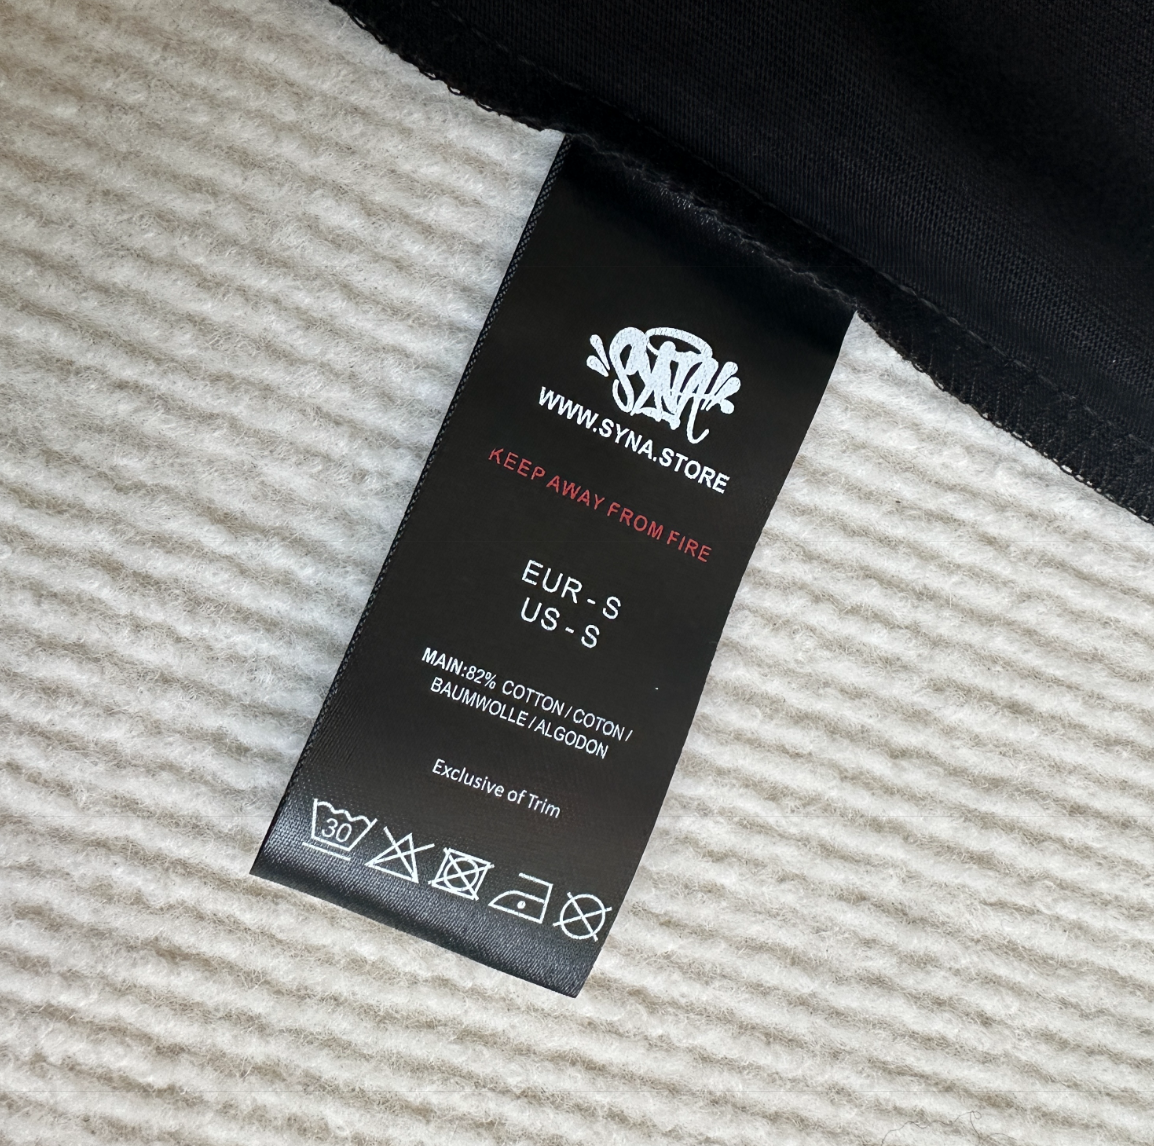 SYNA
WWW.SYNA.STORE
KEEP AWAY FROM FIRE
EUR - S
US - S
MAIN:82% COTTON / COTON /
BAUMWOLLE / ALGODON
Exclusive of Trim
30